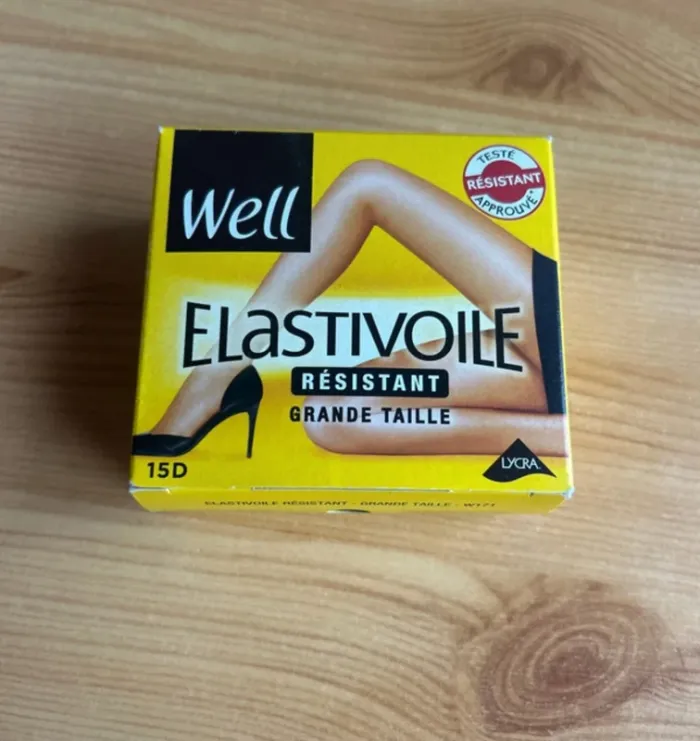 Well
TESTÉ
RÉSISTANT
APPROUVÉ*
ELaSTIVOILE
RÉSISTANT
GRANDE TAILLE
15D
LYCRA
ELASTIVOILE RÉSISTANT - GRANDE TAILLE - W171